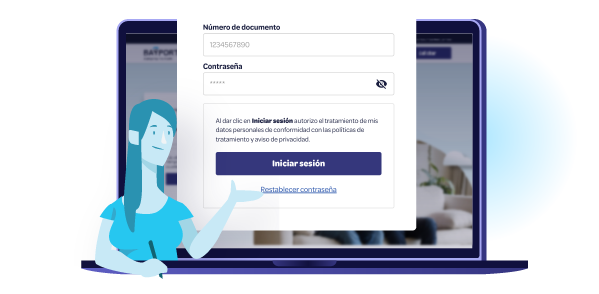 Número de documento
1234567890
Contraseña
*****
Al dar clic en Iniciar sesión autorizo el tratamiento de mis
datos personales de conformidad con las políticas de
tratamiento y aviso de privacidad.
Iniciar sesión
Restablecer contraseña